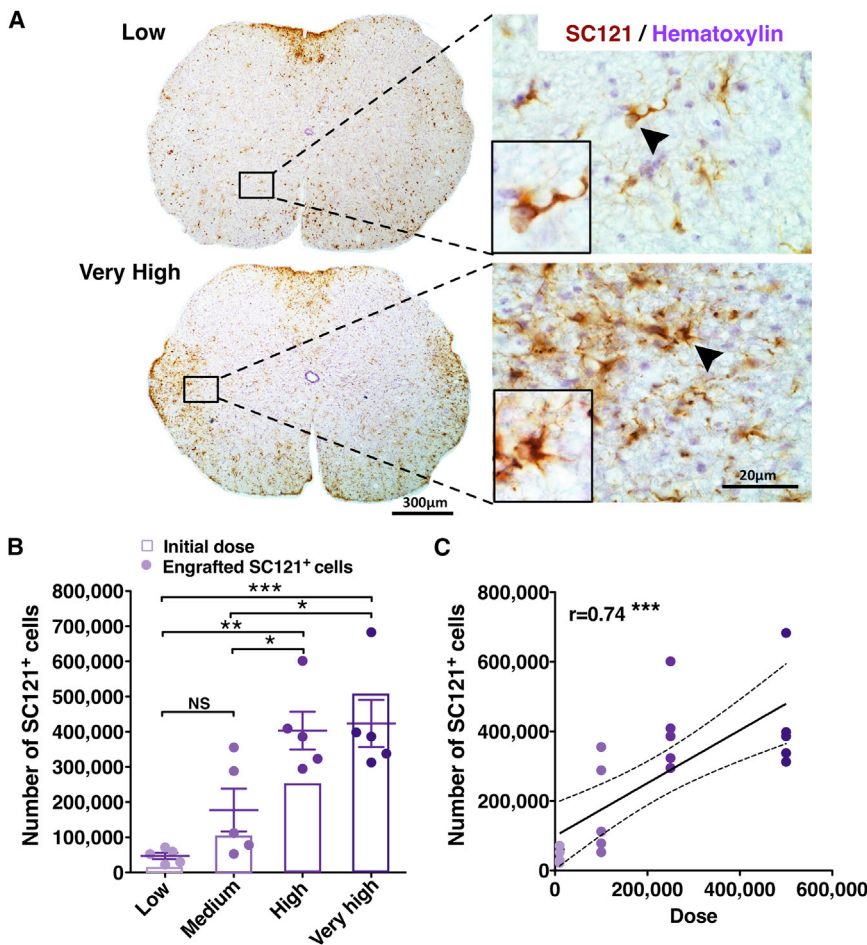 A
Low
SC121 / Hematoxylin
Very High
300µm
20µm
B
Initial dose
Engrafted SC121⁺ cells
Number of SC121⁺ cells
800,000
700,000
600,000
500,000
400,000
300,000
200,000
100,000
0
***
*
**
*
NS
Low
Medium
High
Very high
C
Number of SC121⁺ cells
800,000
600,000
400,000
200,000
0
r=0.74 ***
0
200,000
400,000
600,000
Dose